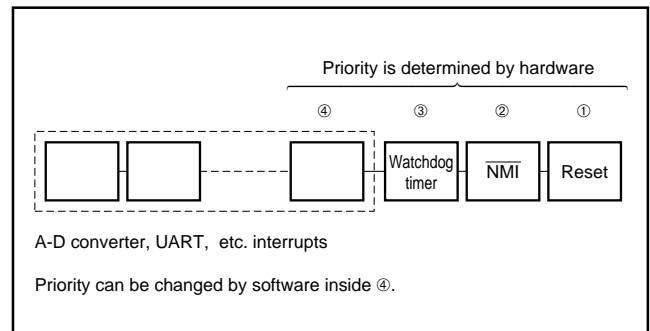 Priority is determined by hardware
④ ③ ② ①
Watchdog
timer
N̅M̅I̅
Reset
A-D converter, UART, etc. interrupts
Priority can be changed by software inside ④.